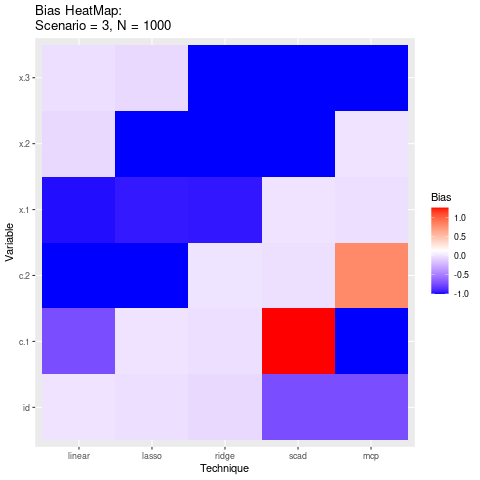 Bias HeatMap:
Scenario = 3, N = 1000
x.3
x.2
x.1
c.2
c.1
id
Variable
linear lasso ridge scad mcp
Technique
Bias
1.0
0.5
0.0
-0.5
-1.0